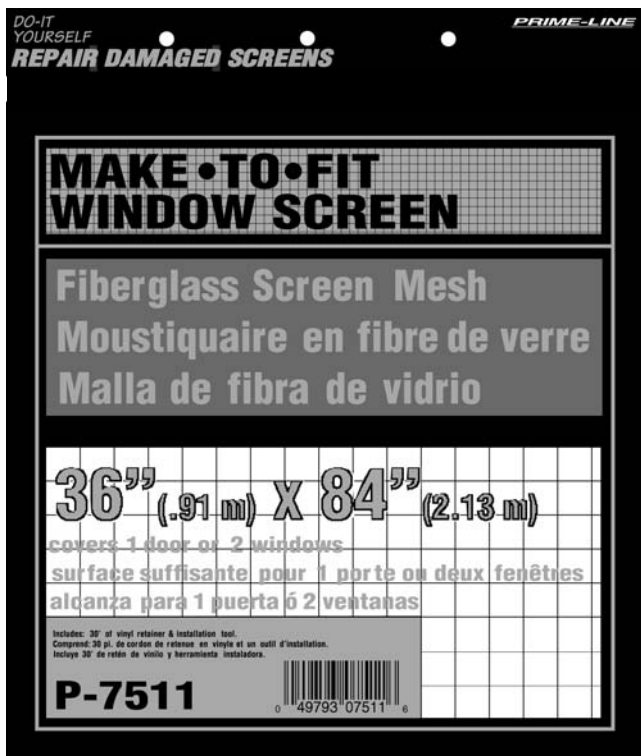 DO-IT
YOURSELF
PRIME-LINE
REPAIR DAMAGED SCREENS
MAKE•TO•FIT
WINDOW SCREEN
Fiberglass Screen Mesh
Moustiquaire en fibre de verre
Malla de fibra de vidrio
36” (.91 m) X 84” (2.13 m)
covers 1 door or 2 windows
surface suffisante pour 1 porte ou deux fenêtres
alcanza para 1 puerta ó 2 ventanas
Includes: 30' of vinyl retainer & installation tool.
Comprend: 30 pi. de cordon de retenue en vinyle et un outil d'installation.
Incluye 30' de retén de vinilo y herramienta instaladora.
P-7511
0 49793 07511 6